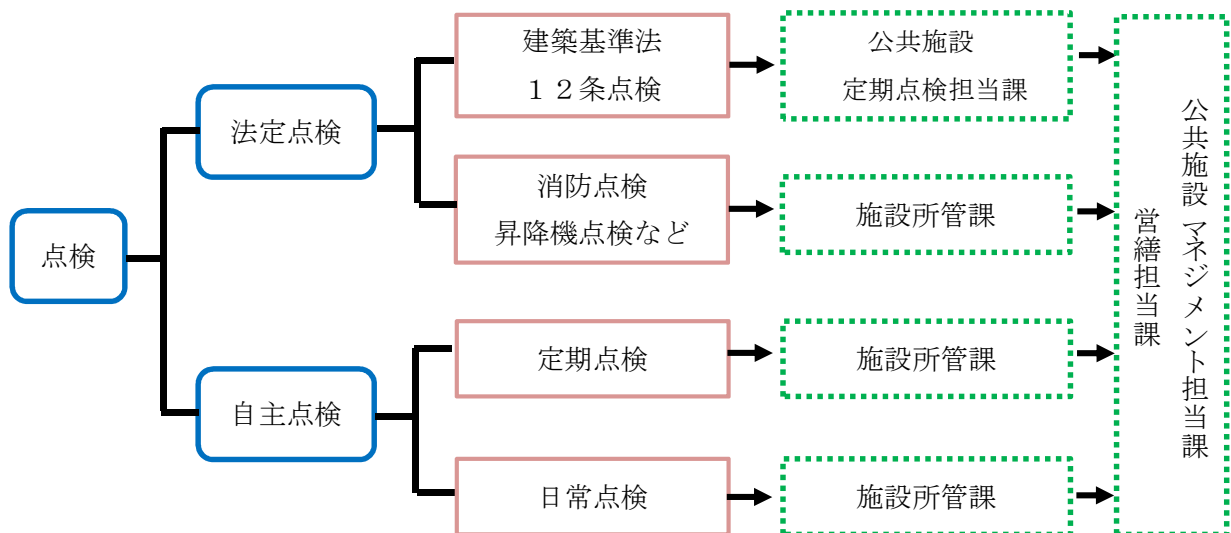 点検
法定点検
建築基準法
１２条点検
公共施設
定期点検担当課
消防点検
昇降機点検など
施設所管課
自主点検
定期点検
施設所管課
日常点検
施設所管課
公共施設 マネジメント担当課
営繕担当課